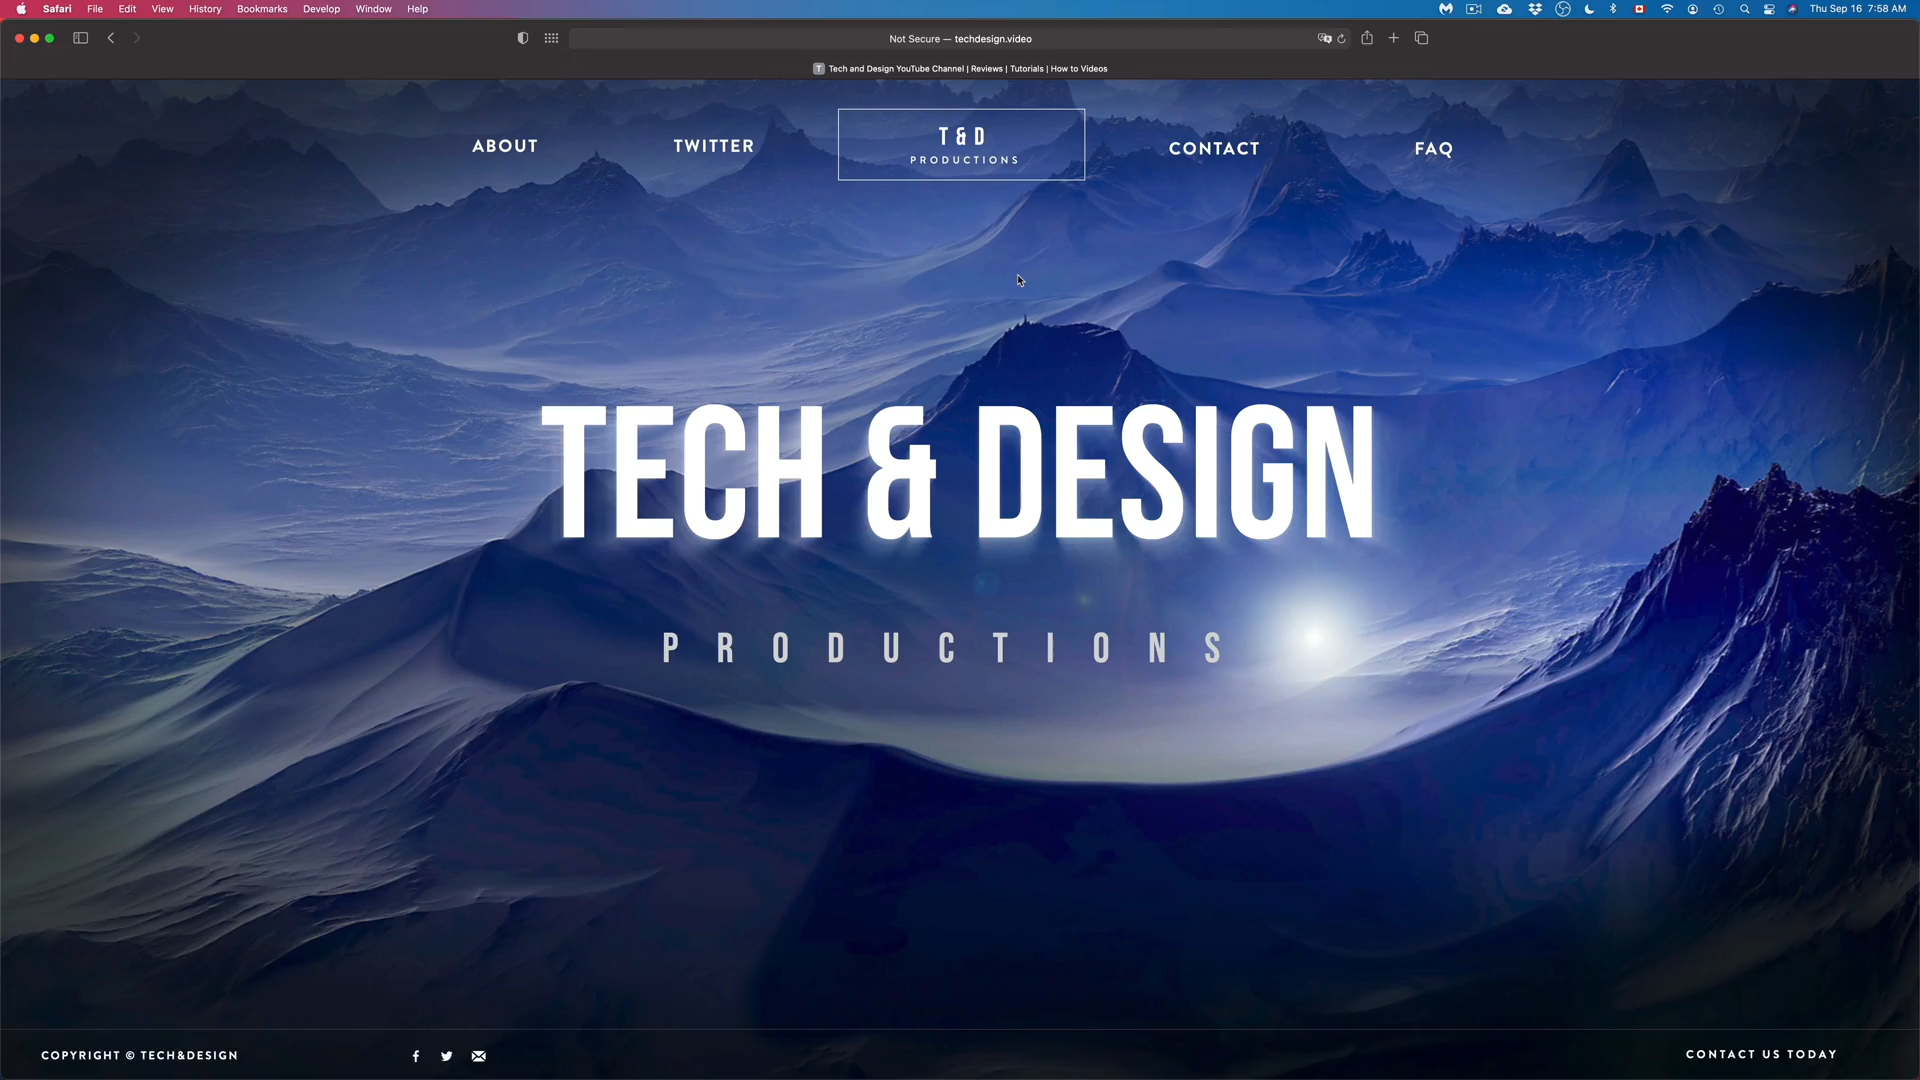 Safari File Edit View History Bookmarks Develop Window Help Thu Sep 16 7:58 AM
Not Secure — techdesign.video
T Tech and Design YouTube Channel | Reviews | Tutorials | How to Videos
ABOUT TWITTER T & D CONTACT FAQ
PRODUCTIONS
TECH & DESIGN
PRODUCTIONS
COPYRIGHT © TECH&DESIGN CONTACT US TODAY